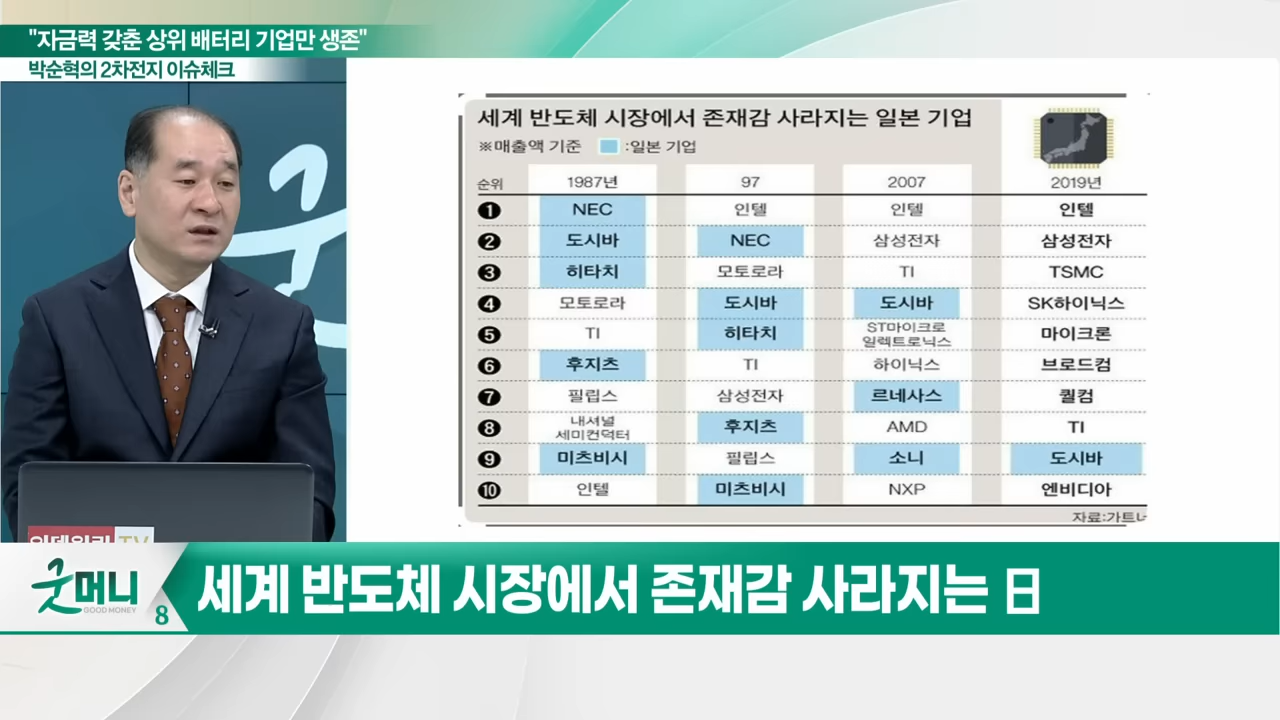 "자금력 갖춘 상위 배터리 기업만 생존"
박순혁의 2차전지 이슈체크
세계 반도체 시장에서 존재감 사라지는 일본 기업
※매출액 기준 :일본 기업
순위 1987년 97 2007 2019년
1 NEC 인텔 인텔 인텔
2 도시바 NEC 삼성전자 삼성전자
3 히타치 모토로라 TI TSMC
4 모토로라 도시바 도시바 SK하이닉스
5 TI 히타치 ST마이크로 일렉트로닉스 마이크론
6 후지츠 TI 하이닉스 브로드컴
7 필립스 삼성전자 르네사스 퀄컴
8 내셔널 세미컨덕터 후지츠 AMD TI
9 미츠비시 필립스 소니 도시바
10 인텔 미츠비시 NXP 엔비디아
자료:가트너
TV
굿머니
GOOD MONEY
8
세계 반도체 시장에서 존재감 사라지는 日